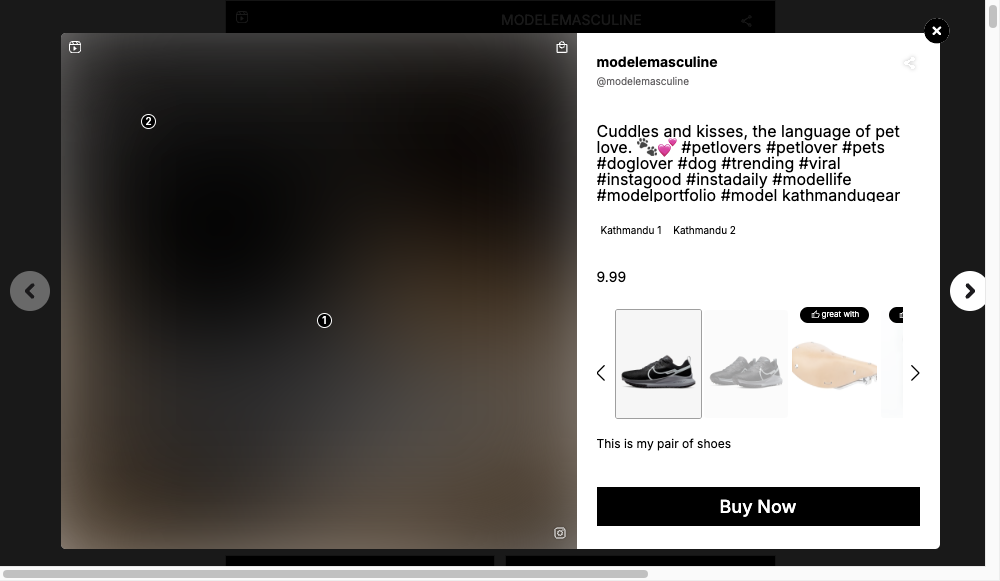 MODELEMASCULINE
modelemasculine
@modelemasculine
Cuddles and kisses, the language of pet
love. 🐾💕 #petlovers #petlover #pets
#doglover #dog #trending #viral
#instagood #instadaily #modellife
#modelportfolio #model kathmandugear
Kathmandu 1 Kathmandu 2
9.99
great with
This is my pair of shoes
Buy Now
2
1